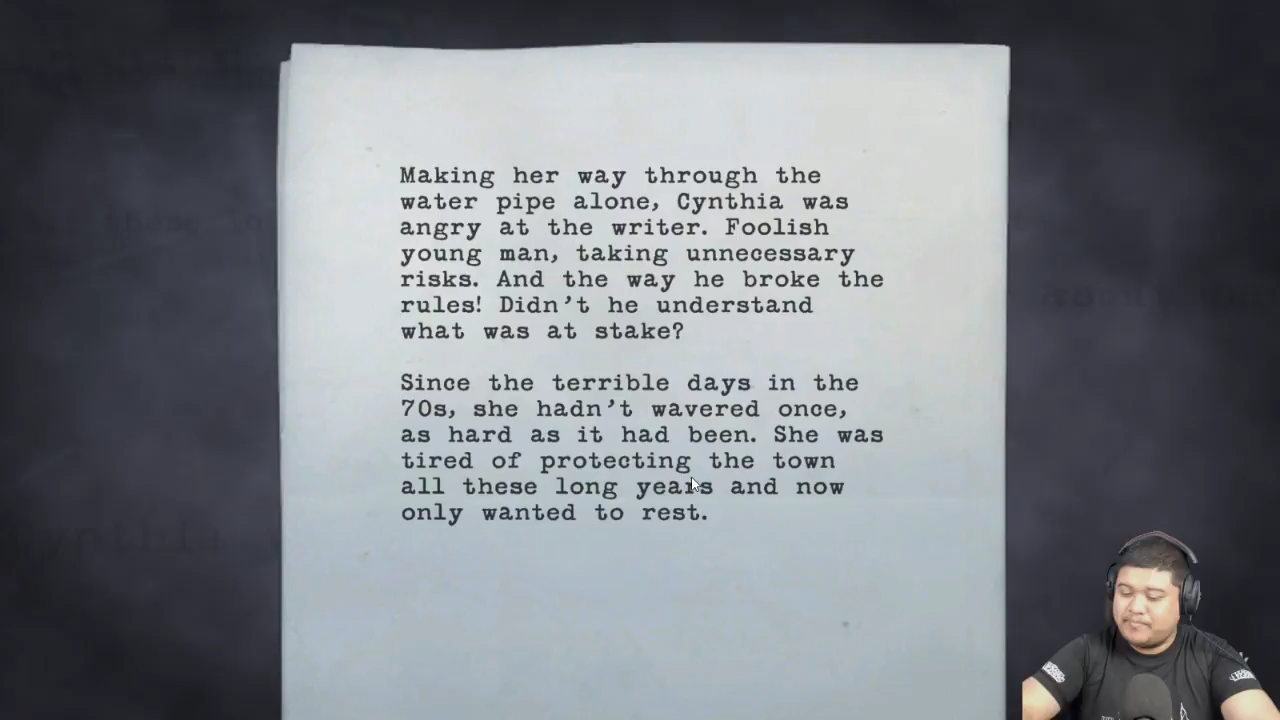 Making her way through the
water pipe alone, Cynthia was
angry at the writer. Foolish
young man, taking unnecessary
risks. And the way he broke the
rules! Didn't he understand
what was at stake?
Since the terrible days in the
70s, she hadn't wavered once,
as hard as it had been. She was
tired of protecting the town
all these long years and now
only wanted to rest.